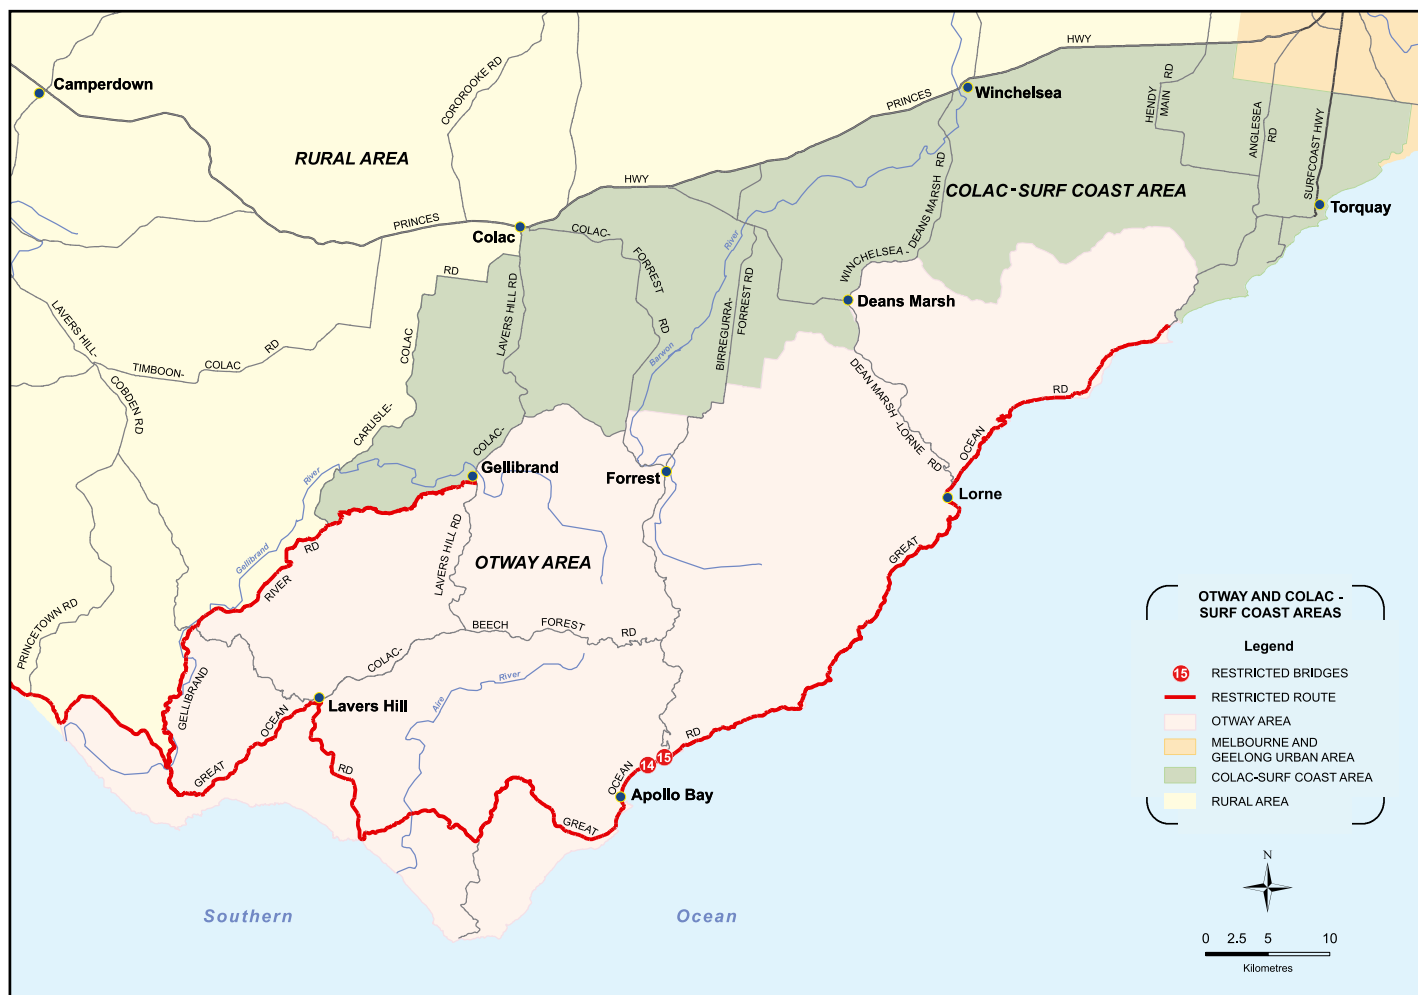 Camperdown
COROROOKE RD
RURAL AREA
PRINCES
HWY
Winchelsea
HENDY
MAIN RD
ANGLESEA
RD
SURFCOAST HWY
COLAC - SURF COAST AREA
Torquay
PRINCES
HWY
Colac
COLAC-
FORREST
RD
River
Barwon
WINCHELSEA -
DEANS MARSH RD
Deans Marsh
BIRREGURRA-
FORREST RD
RD
COLAC
CARLISLE-
LAVERS HILL RD
COLAC-
LAVERS HILL-
COBDEN RD
TIMBOON-
COLAC
RD
DEAN MARSH -LORNE
RD
OCEAN
RD
Gellibrand
Forrest
Lorne
River
Gellibrand
RIVER
RD
LAVERS HILL RD
OTWAY AREA
GREAT
PRINCETOWN RD
GELLIBRAND
BEECH
FOREST
RD
COLAC-
River
Aire
Lavers Hill
OCEAN
GREAT
RD
14
15
RD
OCEAN
Apollo Bay
GREAT
Southern
Ocean
OTWAY AND COLAC -
SURF COAST AREAS
Legend
15 RESTRICTED BRIDGES
RESTRICTED ROUTE
OTWAY AREA
MELBOURNE AND
GEELONG URBAN AREA
COLAC-SURF COAST AREA
RURAL AREA
N
0 2.5 5 10
Kilometres